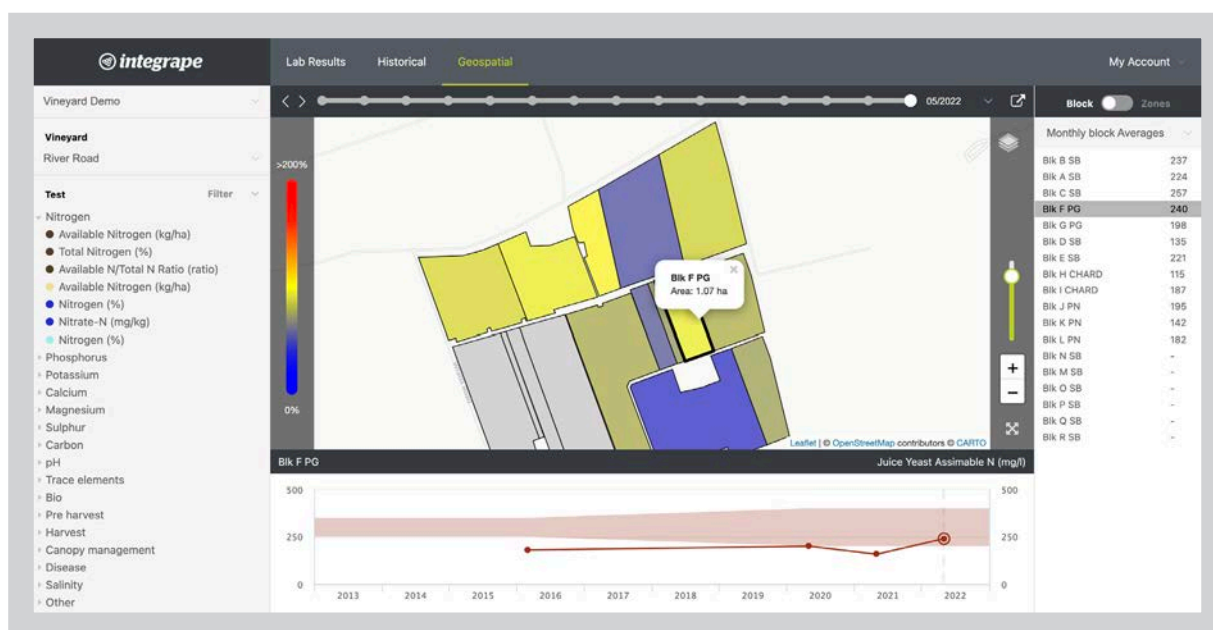 integrape
Lab Results Historical Geospatial My Account
Vineyard Demo
Vineyard
River Road
Test Filter
Nitrogen
Available Nitrogen (kg/ha)
Total Nitrogen (%)
Available N/Total N Ratio (ratio)
Available Nitrogen (kg/ha)
Nitrogen (%)
Nitrate-N (mg/kg)
Nitrogen (%)
Phosphorus
Potassium
Calcium
Magnesium
Sulphur
Carbon
pH
Trace elements
Bio
Pre harvest
Harvest
Canopy management
Disease
Salinity
Other
05/2022
>200%
0%
Blk F PG
Area: 1.07 ha
×
+
−
Leaflet | © OpenStreetMap contributors © CARTO
Block Zones
Monthly block Averages
Blk B SB 237
Blk A SB 224
Blk C SB 257
Blk F PG 240
Blk G PG 198
Blk D SB 135
Blk E SB 221
Blk H CHARD 115
Blk I CHARD 187
Blk J PN 195
Blk K PN 142
Blk L PN 182
Blk N SB -
Blk M SB -
Blk O SB -
Blk P SB -
Blk Q SB -
Blk R SB -
Blk F PG Juice Yeast Assimable N (mg/l)
500 500
250 250
0 0
2013 2014 2015 2016 2017 2018 2019 2020 2021 2022